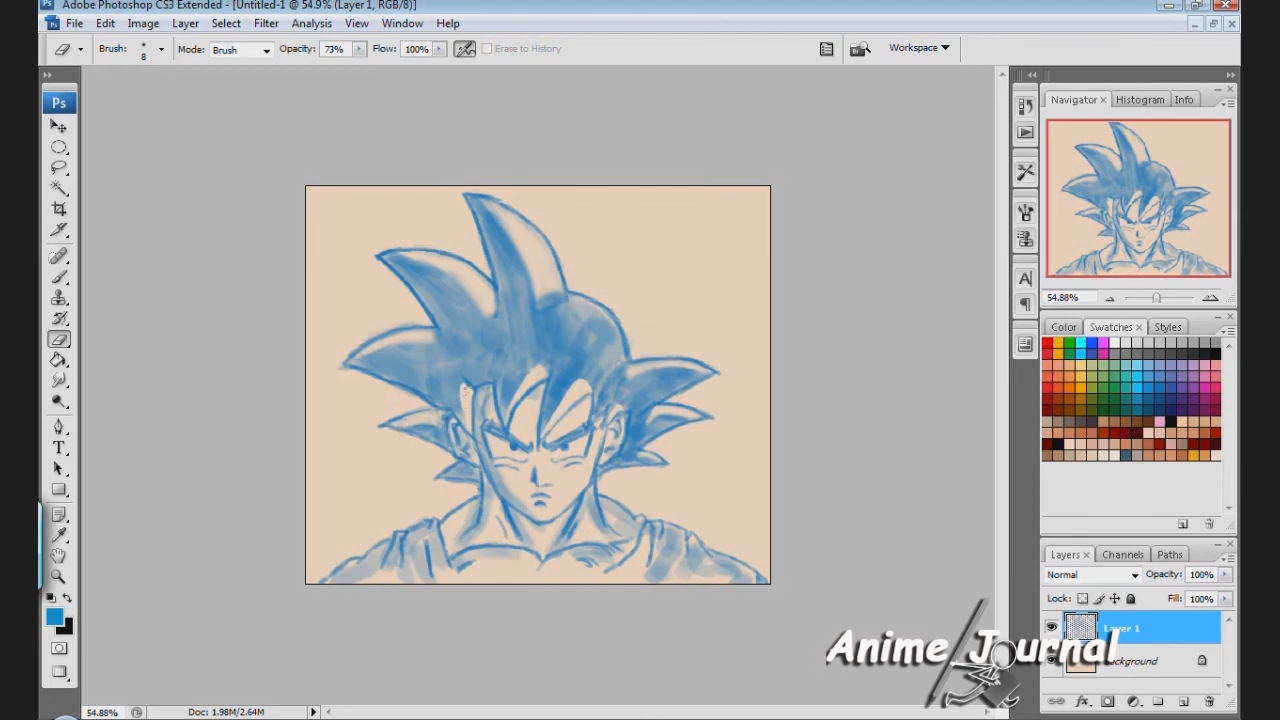 Adobe Photoshop CS3 Extended - [Untitled-1 @ 54.9% (Layer 1, RGB/8)]
File Edit Image Layer Select Filter Analysis View Window Help
Brush: 8 Mode: Brush Opacity: 73% Flow: 100% Erase to History Workspace
Ps
Navigator Histogram Info
54.88%
Color Swatches Styles
Layers Channels Paths
Normal Opacity: 100%
Lock: Fill: 100%
Layer 1
Background
Anime Journal
54.88% Doc: 1.98M/2.64M